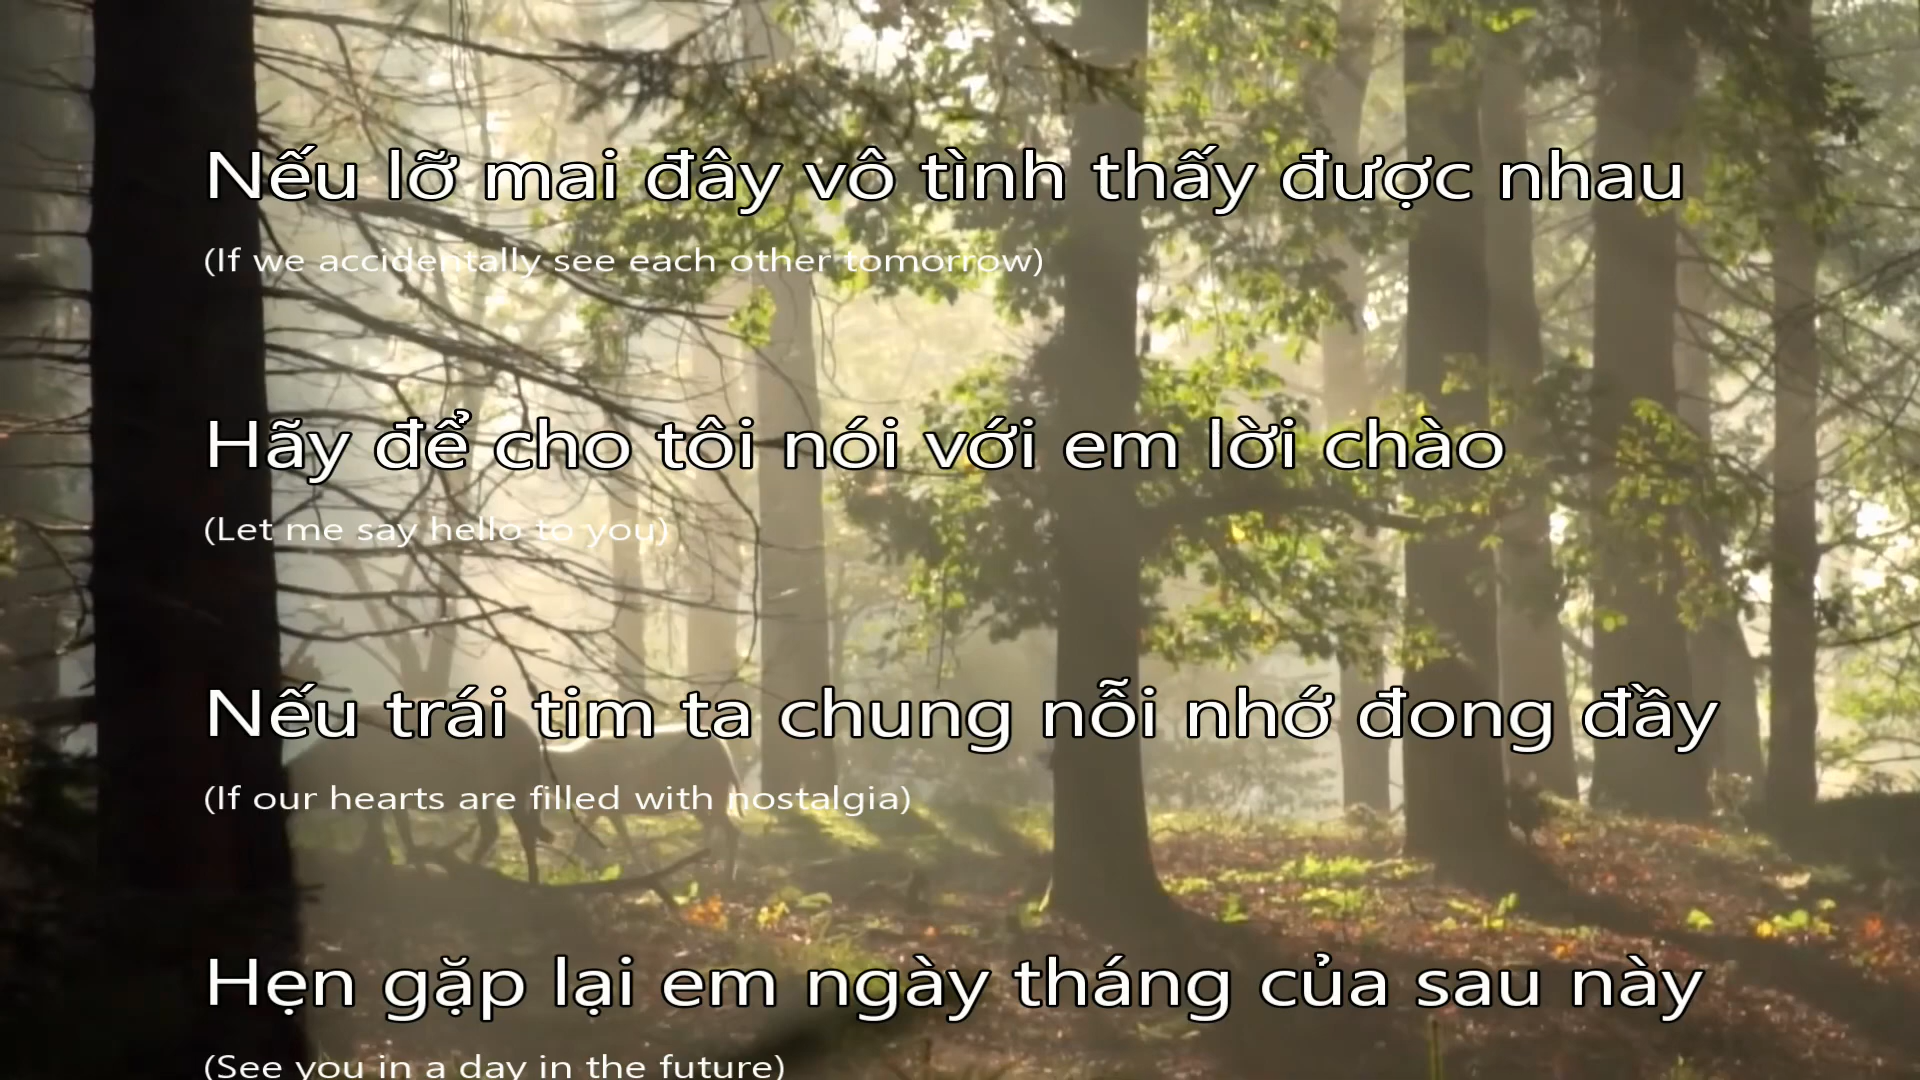 Nếu lỡ mai đây vô tình thấy được nhau
(If we accidentally see each other tomorrow)
Hãy để cho tôi nói với em lời chào
(Let me say hello to you)
Nếu trái tim ta chung nỗi nhớ đong đầy
(If our hearts are filled with nostalgia)
Hẹn gặp lại em ngày tháng của sau này
(See you in a day in the future)